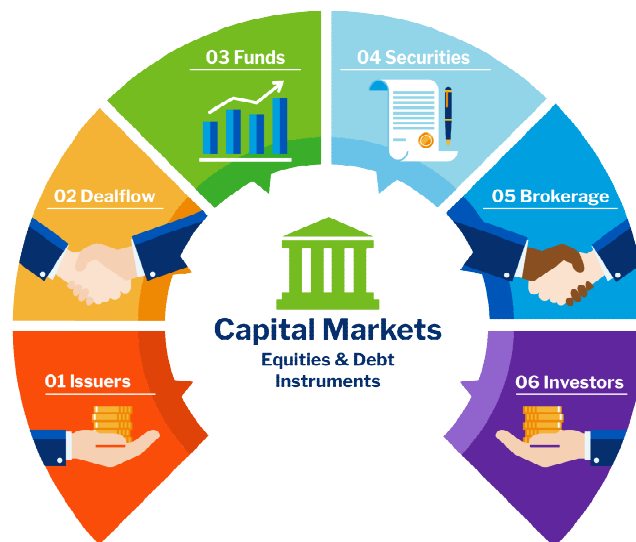 03 Funds
04 Securities
02 Dealflow
05 Brokerage
Capital Markets
Equities & Debt
Instruments
01 Issuers
06 Investors